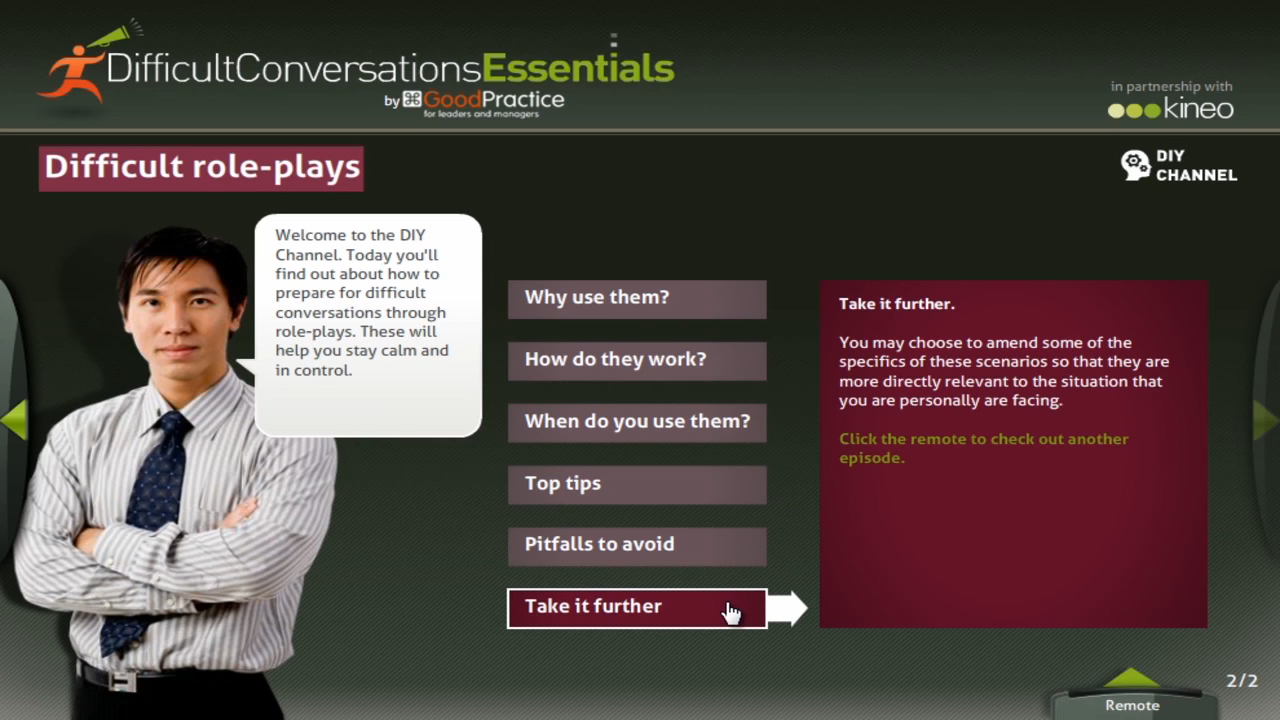 DifficultConversationsEssentials
by GoodPractice
for leaders and managers
in partnership with
kineo
Difficult role-plays
DIY
CHANNEL
Welcome to the DIY
Channel. Today you'll
find out about how to
prepare for difficult
conversations through
role-plays. These will
help you stay calm and
in control.
Why use them?
How do they work?
When do you use them?
Top tips
Pitfalls to avoid
Take it further
Take it further.
You may choose to amend some of the
specifics of these scenarios so that they are
more directly relevant to the situation that
you are personally are facing.
Click the remote to check out another
episode.
2/2
Remote